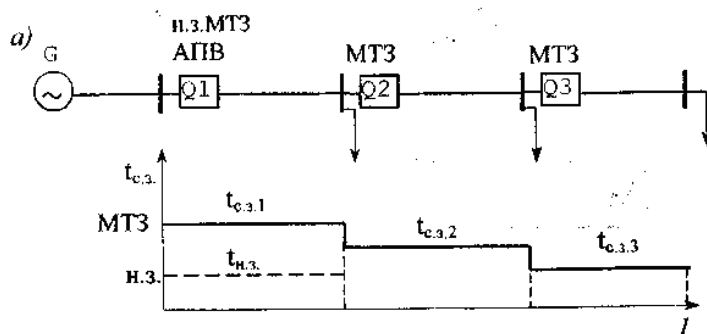 а)
н.з.МТЗ
АПВ
МТЗ
МТЗ
G
Q1
Q2
Q3
tс.з.
МТЗ
tс.з.1
tс.з.2
tс.з.3
н.з.
tн.з.
l